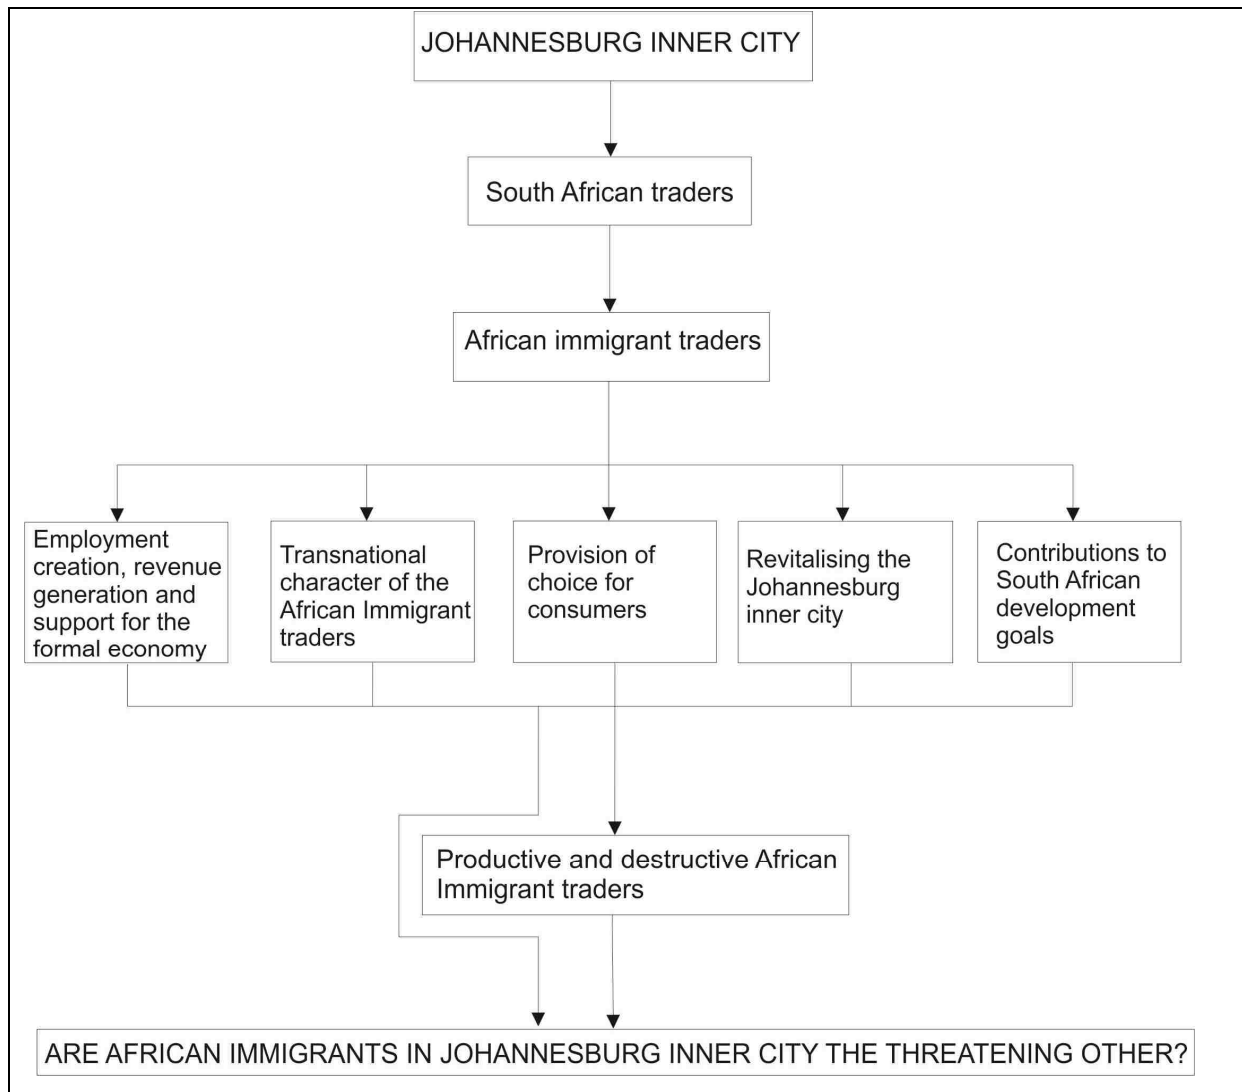 JOHANNESBURG INNER CITY
South African traders
African immigrant traders
Employment
creation, revenue
generation and
support for the
formal economy
Transnational
character of the
African Immigrant
traders
Provision of
choice for
consumers
Revitalising the
Johannesburg
inner city
Contributions to
South African
development
goals
Productive and destructive African
Immigrant traders
ARE AFRICAN IMMIGRANTS IN JOHANNESBURG INNER CITY THE THREATENING OTHER?